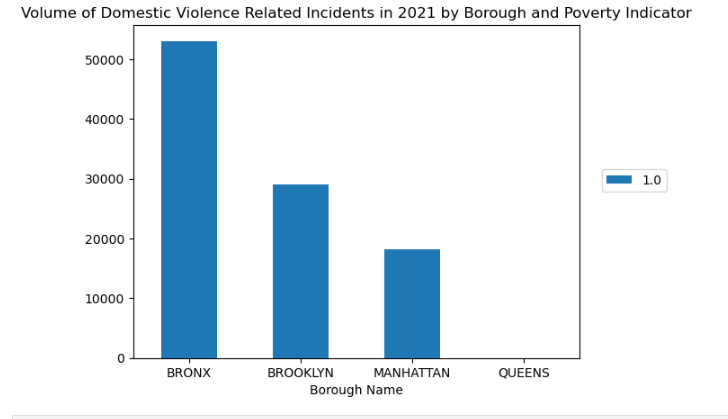 Volume of Domestic Violence Related Incidents in 2021 by Borough and Poverty Indicator
50000
40000
30000
20000
10000
0
1.0
BRONX BROOKLYN MANHATTAN QUEENS
Borough Name